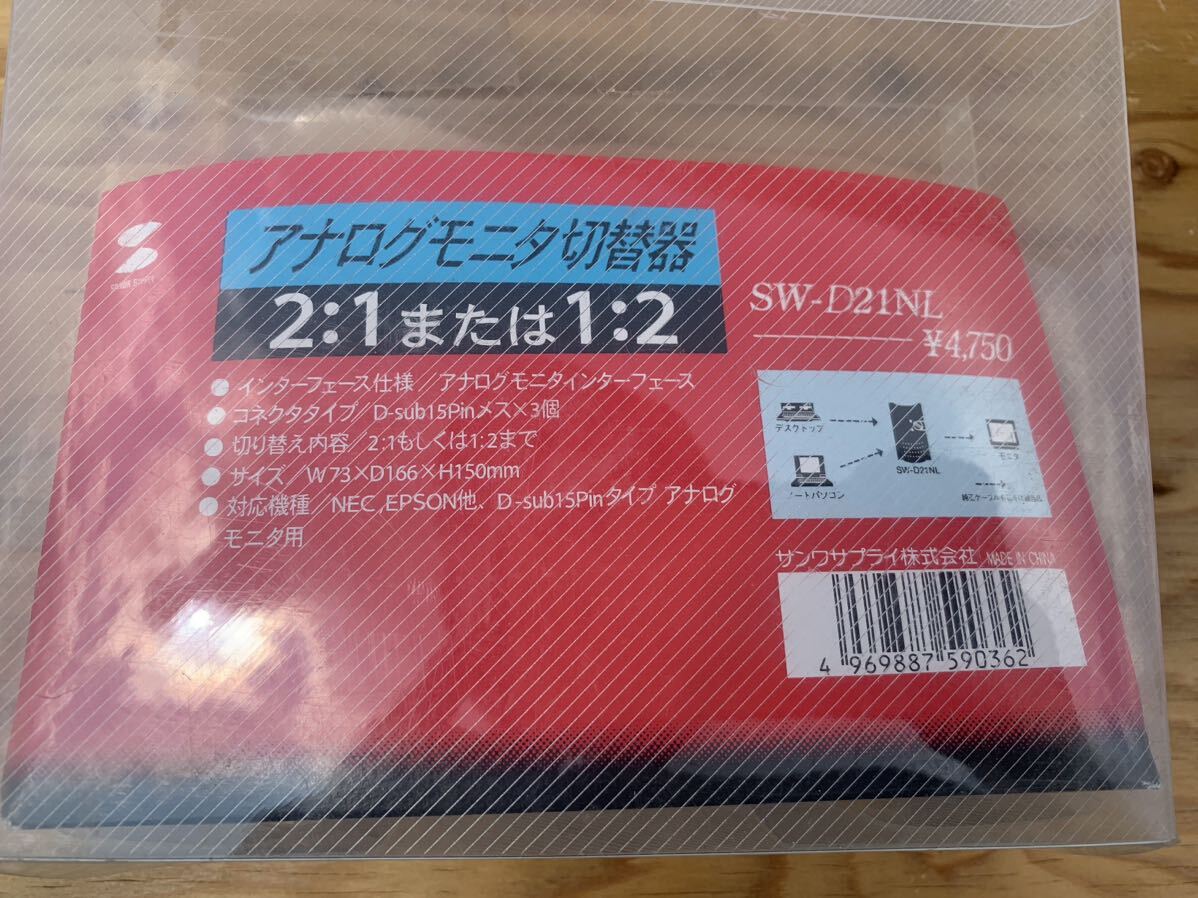 アナログモニタ切替器
2:1または1:2
SW-D21NL
¥4,750
● インターフェース仕様/アナログモニタインターフェース
● コネクタタイプ/D-sub15Pinメス×3個
● 切り替え内容/2:1もしくは1:2まで
● サイズ/W73×D166×H150mm
● 対応機種/NEC,EPSON他、D-sub15Pinタイプ アナログ
モニタ用
デスクトップ
SW-D21NL
モニタ
ノートパソコン
サンワサプライ株式会社 MADE IN CHINA
4 969887 590362